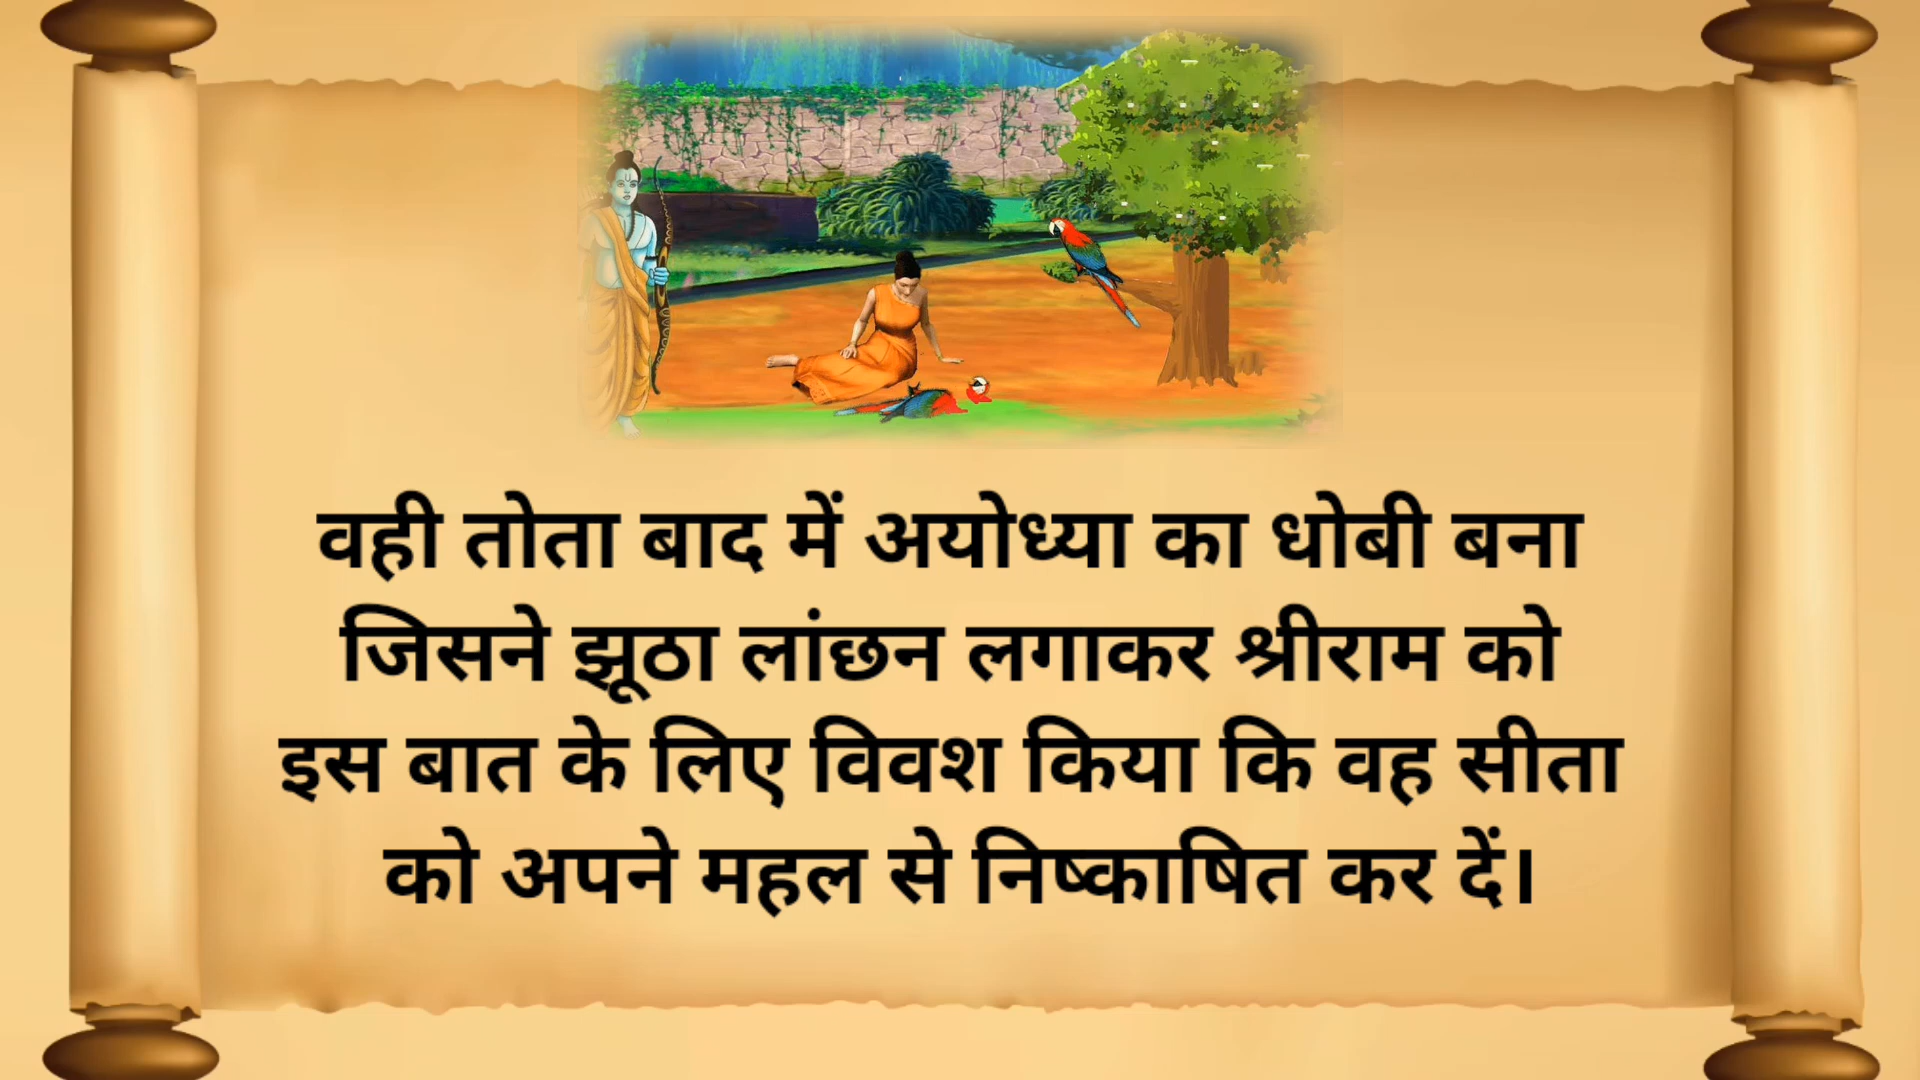 वही तोता बाद में अयोध्या का धोबी बना
जिसने झूठा लांछन लगाकर श्रीराम को
इस बात के लिए विवश किया कि वह सीता
को अपने महल से निष्काषित कर दें।